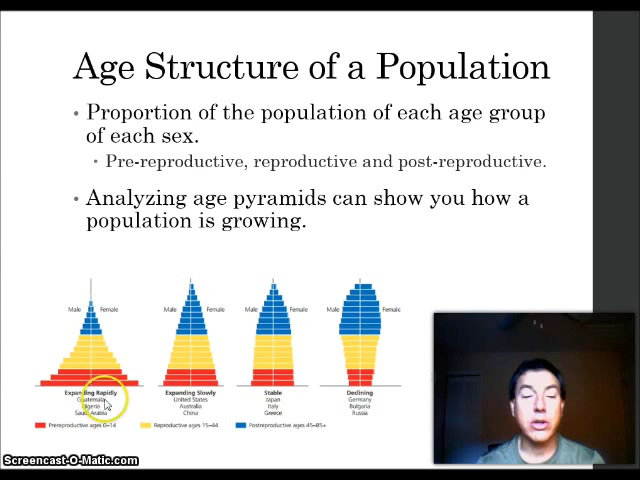 Age Structure of a Population
• Proportion of the population of each age group
of each sex.
• Pre-reproductive, reproductive and post-reproductive.
• Analyzing age pyramids can show you how a
population is growing.
Male Female Male Female Male Female Male Female
Expanding Rapidly Expanding Slowly Stable Declining
Guatemala United States Japan Germany
Nigeria Australia Italy Bulgaria
Saudi Arabia China Greece Russia
Prereproductive ages 0–14 Reproductive ages 15–44 Postreproductive ages 45–85+
Screencast-O-Matic.com